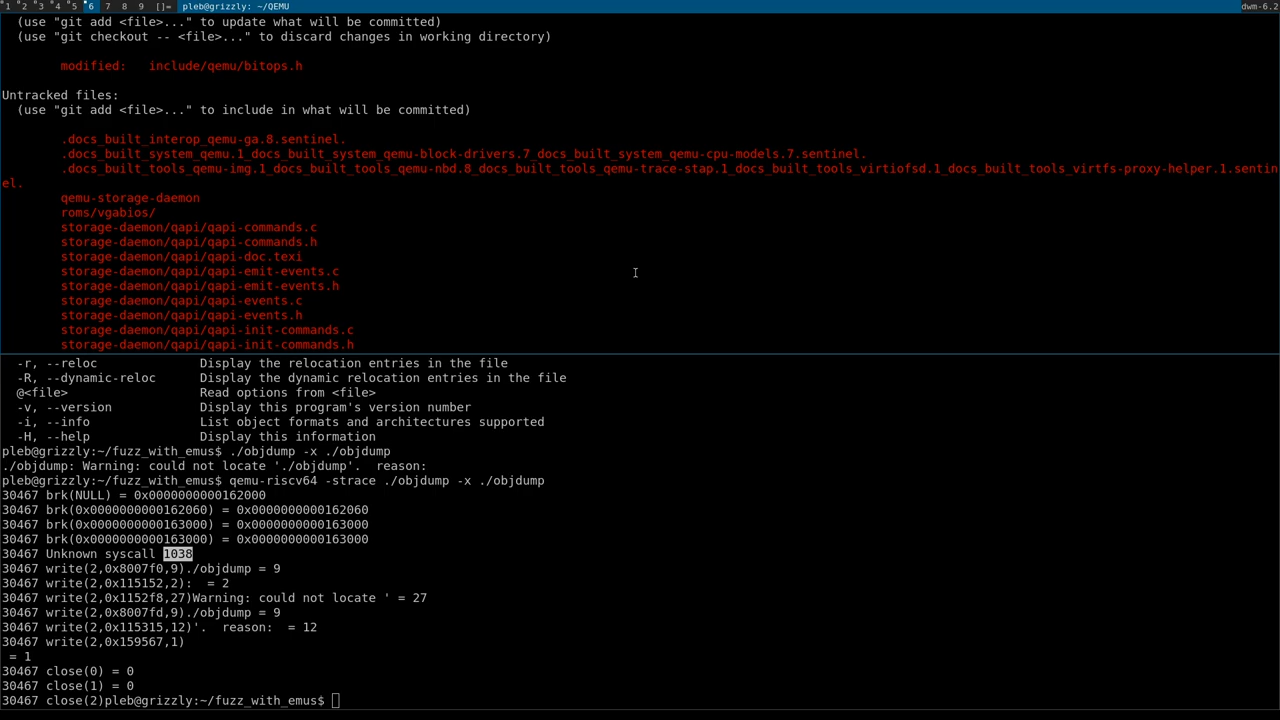 1 2 3 4 5 6 7 8 9 []= pleb@grizzly: ~/QEMU dwm-6.2
(use "git add <file>..." to update what will be committed)
(use "git checkout -- <file>..." to discard changes in working directory)
modified:   include/qemu/bitops.h
Untracked files:
(use "git add <file>..." to include in what will be committed)
.docs_built_interop_qemu-ga.8.sentinel.
.docs_built_system_qemu.1_docs_built_system_qemu-block-drivers.7_docs_built_system_qemu-cpu-models.7.sentinel.
.docs_built_tools_qemu-img.1_docs_built_tools_qemu-nbd.8_docs_built_tools_qemu-trace-stap.1_docs_built_tools_virtiofsd.1_docs_built_tools_virtfs-proxy-helper.1.sentin
el.
qemu-storage-daemon
roms/vgabios/
storage-daemon/qapi/qapi-commands.c
storage-daemon/qapi/qapi-commands.h
storage-daemon/qapi/qapi-doc.texi
storage-daemon/qapi/qapi-emit-events.c
storage-daemon/qapi/qapi-emit-events.h
storage-daemon/qapi/qapi-events.c
storage-daemon/qapi/qapi-events.h
storage-daemon/qapi/qapi-init-commands.c
storage-daemon/qapi/qapi-init-commands.h
-r, --reloc              Display the relocation entries in the file
-R, --dynamic-reloc      Display the dynamic relocation entries in the file
@<file>                  Read options from <file>
-v, --version            Display this program's version number
-i, --info               List object formats and architectures supported
-H, --help               Display this information
pleb@grizzly:~/fuzz_with_emus$ ./objdump -x ./objdump
./objdump: Warning: could not locate './objdump'.  reason:
pleb@grizzly:~/fuzz_with_emus$ qemu-riscv64 -strace ./objdump -x ./objdump
30467 brk(NULL) = 0x0000000000162000
30467 brk(0x0000000000162060) = 0x0000000000162060
30467 brk(0x0000000000163000) = 0x0000000000163000
30467 brk(0x0000000000163000) = 0x0000000000163000
30467 Unknown syscall 1038
30467 write(2,0x8007f0,9)./objdump = 9
30467 write(2,0x115152,2):  = 2
30467 write(2,0x1152f8,27)Warning: could not locate ' = 27
30467 write(2,0x8007fd,9)./objdump = 9
30467 write(2,0x115315,12)'.  reason:  = 12
30467 write(2,0x159567,1)
= 1
30467 close(0) = 0
30467 close(1) = 0
30467 close(2)pleb@grizzly:~/fuzz_with_emus$